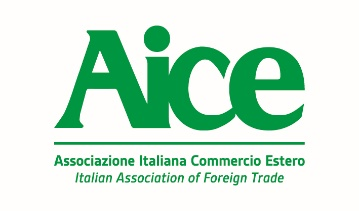 Aice
Associazione Italiana Commercio Estero
Italian Association of Foreign Trade